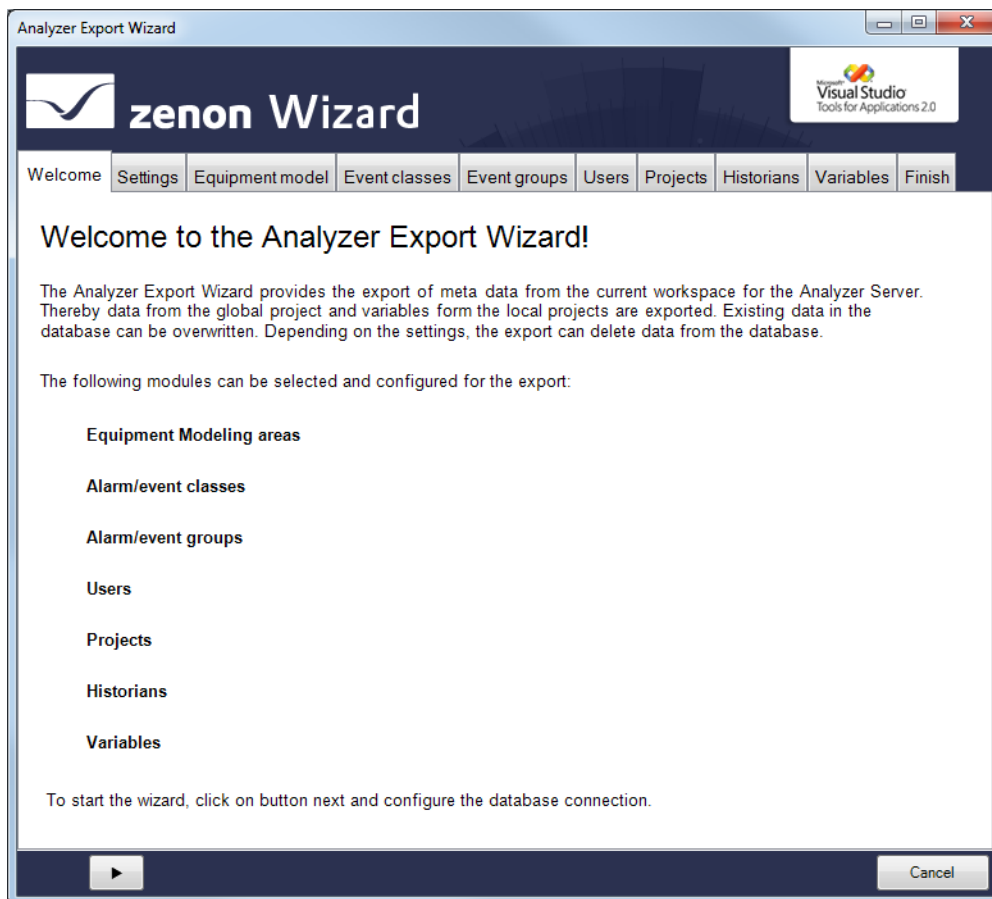 Analyzer Export Wizard
zenon Wizard
Microsoft
Visual Studio
Tools for Applications 2.0
Welcome Settings Equipment model Event classes Event groups Users Projects Historians Variables Finish
Welcome to the Analyzer Export Wizard!
The Analyzer Export Wizard provides the export of meta data from the current workspace for the Analyzer Server.
Thereby data from the global project and variables form the local projects are exported. Existing data in the
database can be overwritten. Depending on the settings, the export can delete data from the database.
The following modules can be selected and configured for the export:
Equipment Modeling areas
Alarm/event classes
Alarm/event groups
Users
Projects
Historians
Variables
To start the wizard, click on button next and configure the database connection.
Cancel